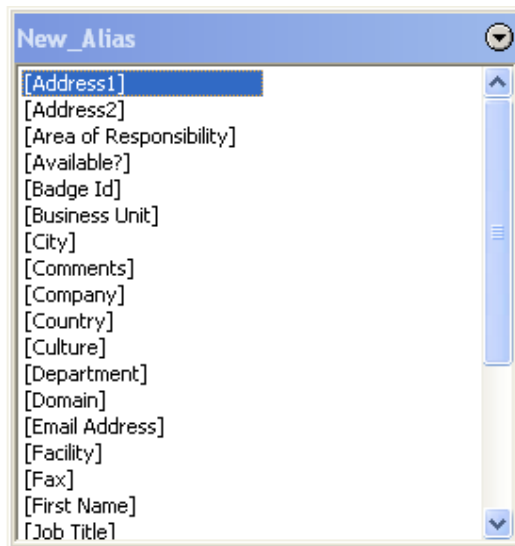 New_Alias
[Address1]
[Address2]
[Area of Responsibility]
[Available?]
[Badge Id]
[Business Unit]
[City]
[Comments]
[Company]
[Country]
[Culture]
[Department]
[Domain]
[Email Address]
[Facility]
[Fax]
[First Name]
[Job Title]